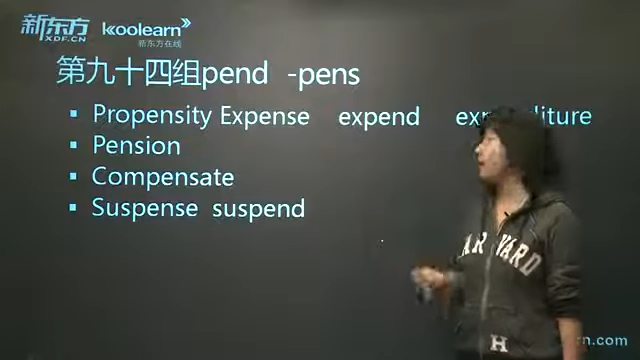 新东方 XDF.CN koolearn 新东方在线
第九十四组pend -pens
Propensity Expense expend
Pension
Compensate
Suspense suspend
HARVARD
H